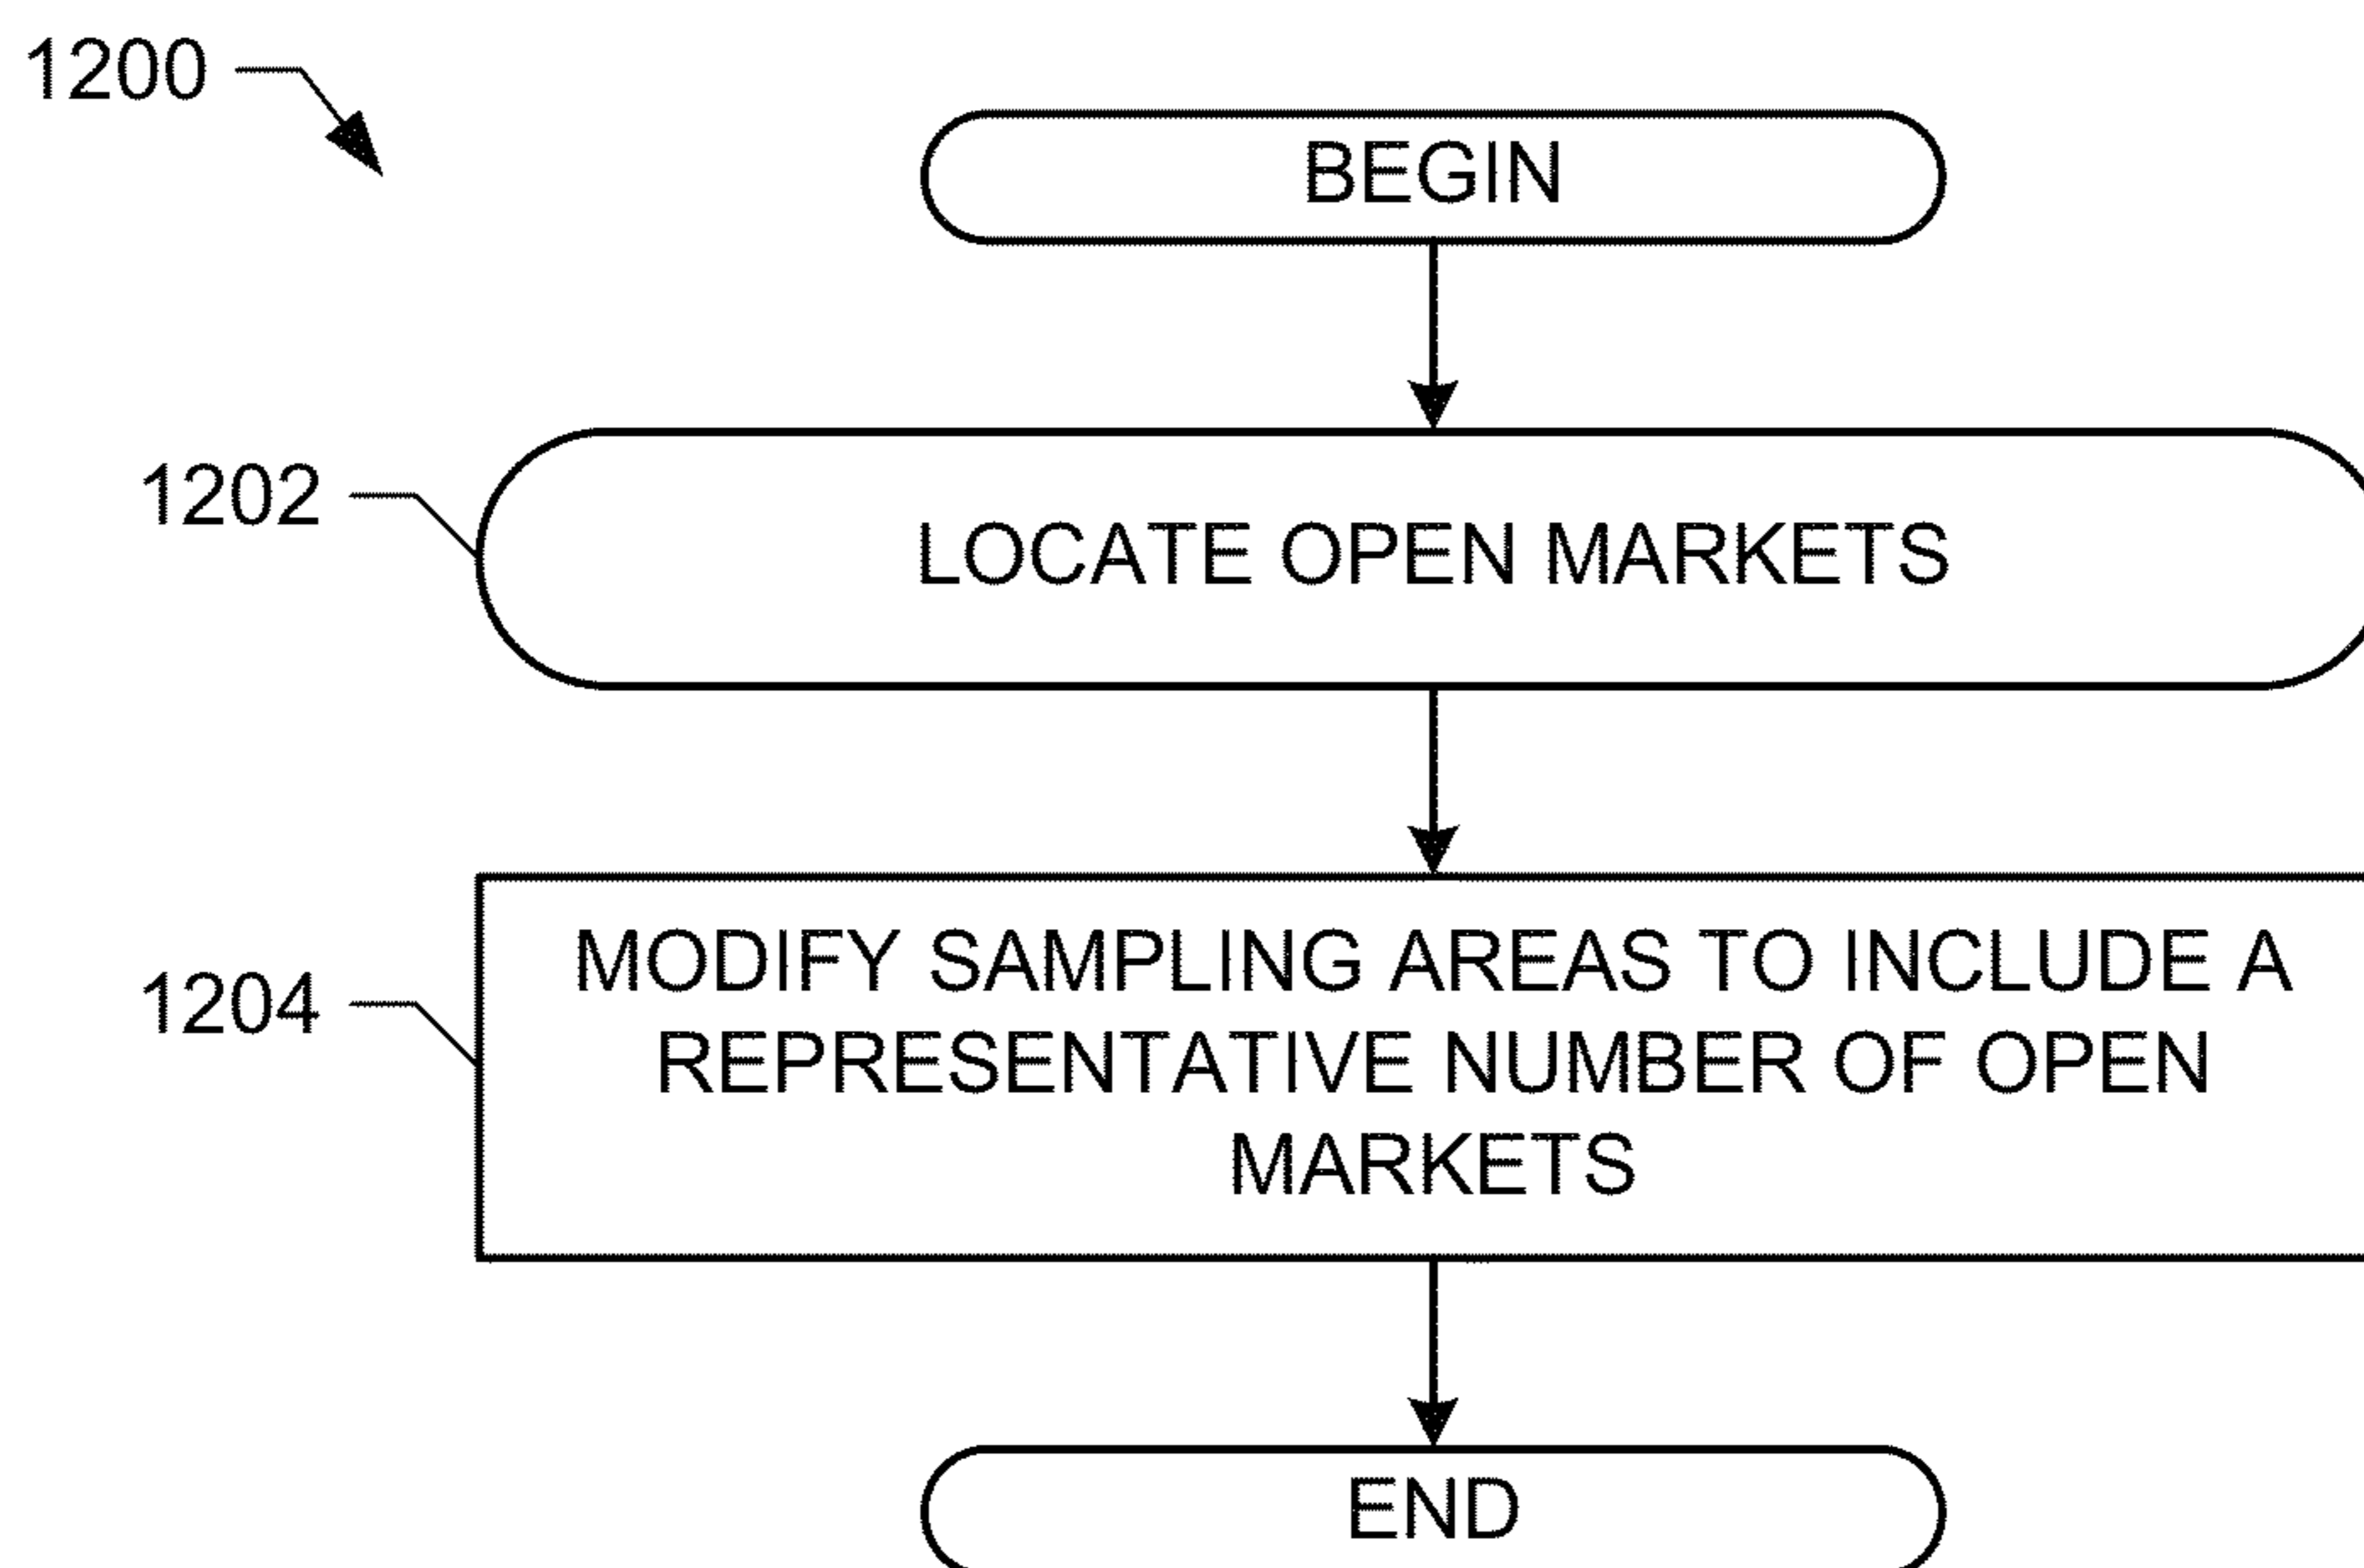 1200
BEGIN
1202
LOCATE OPEN MARKETS
1204
MODIFY SAMPLING AREAS TO INCLUDE A
REPRESENTATIVE NUMBER OF OPEN
MARKETS
END